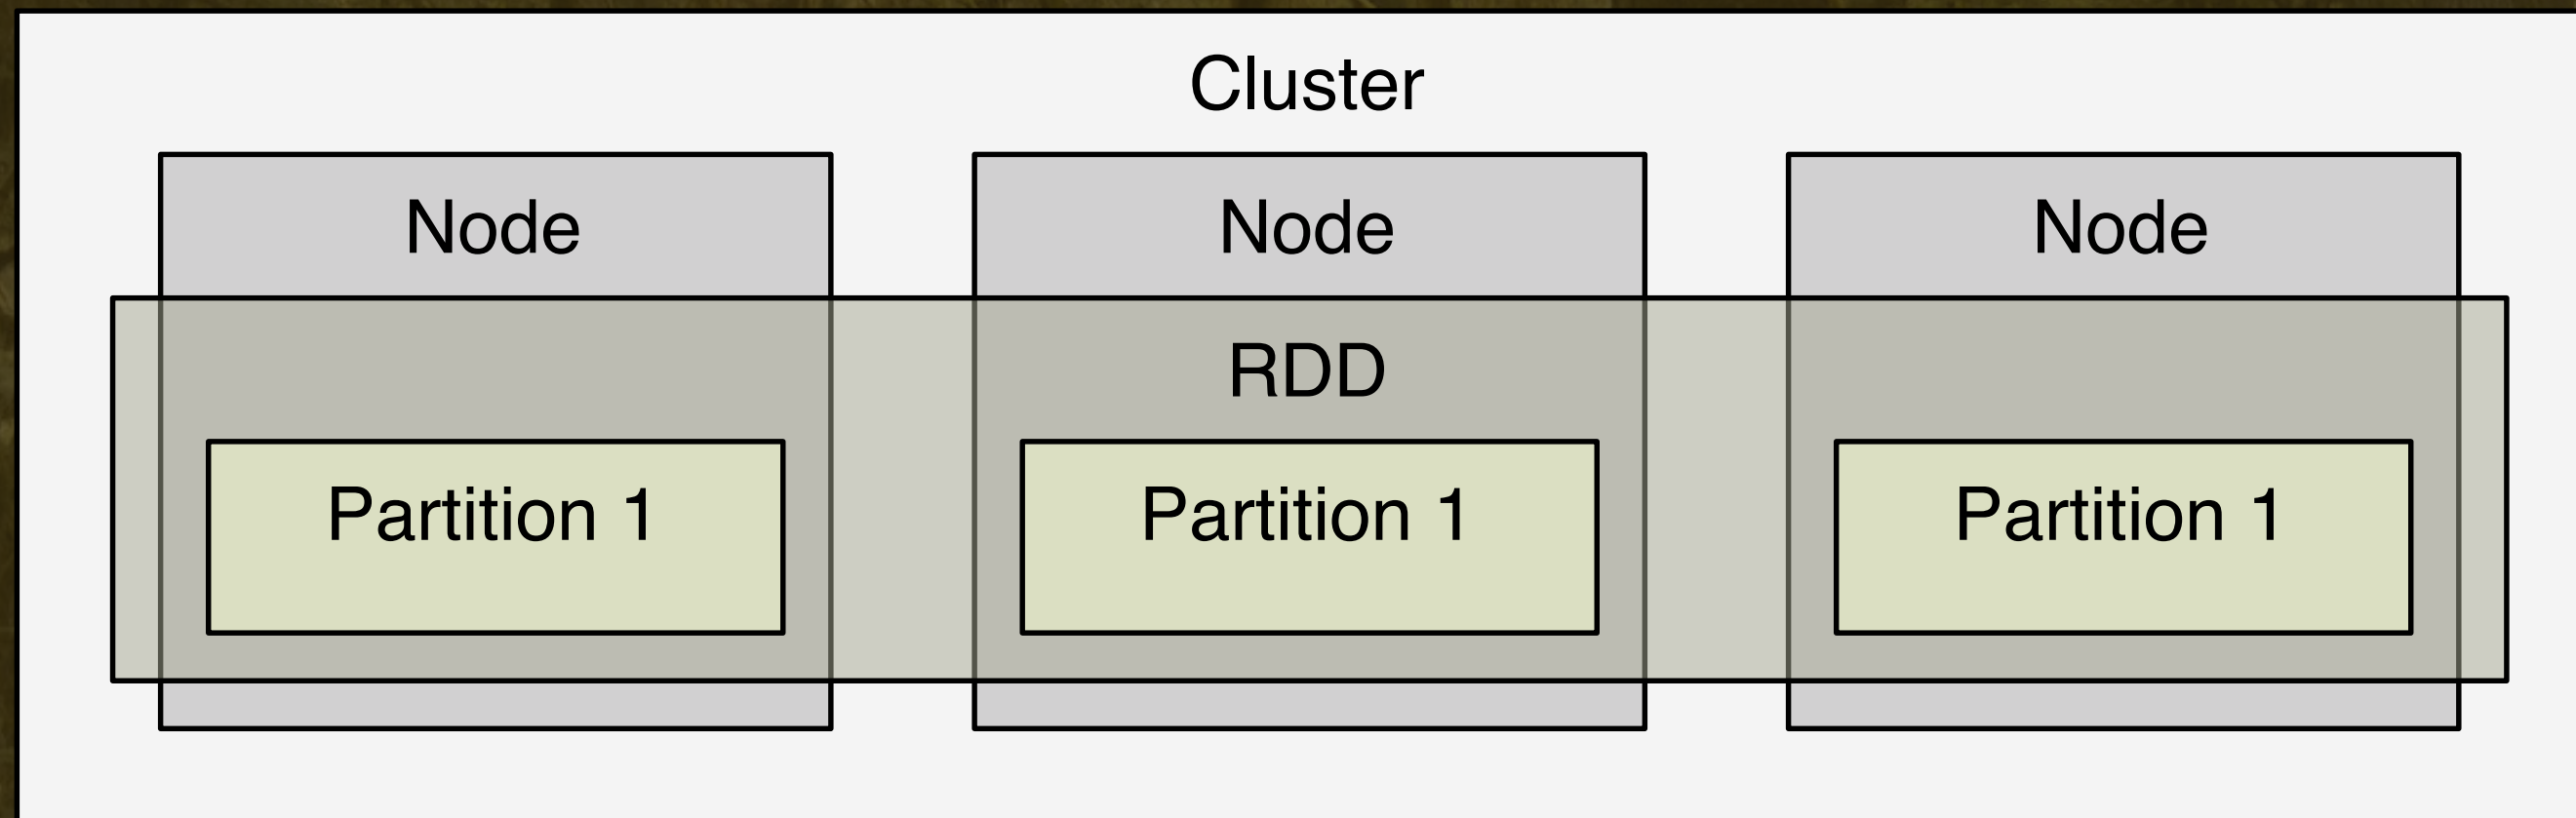 Cluster
Node
Node
Node
RDD
Partition 1
Partition 1
Partition 1